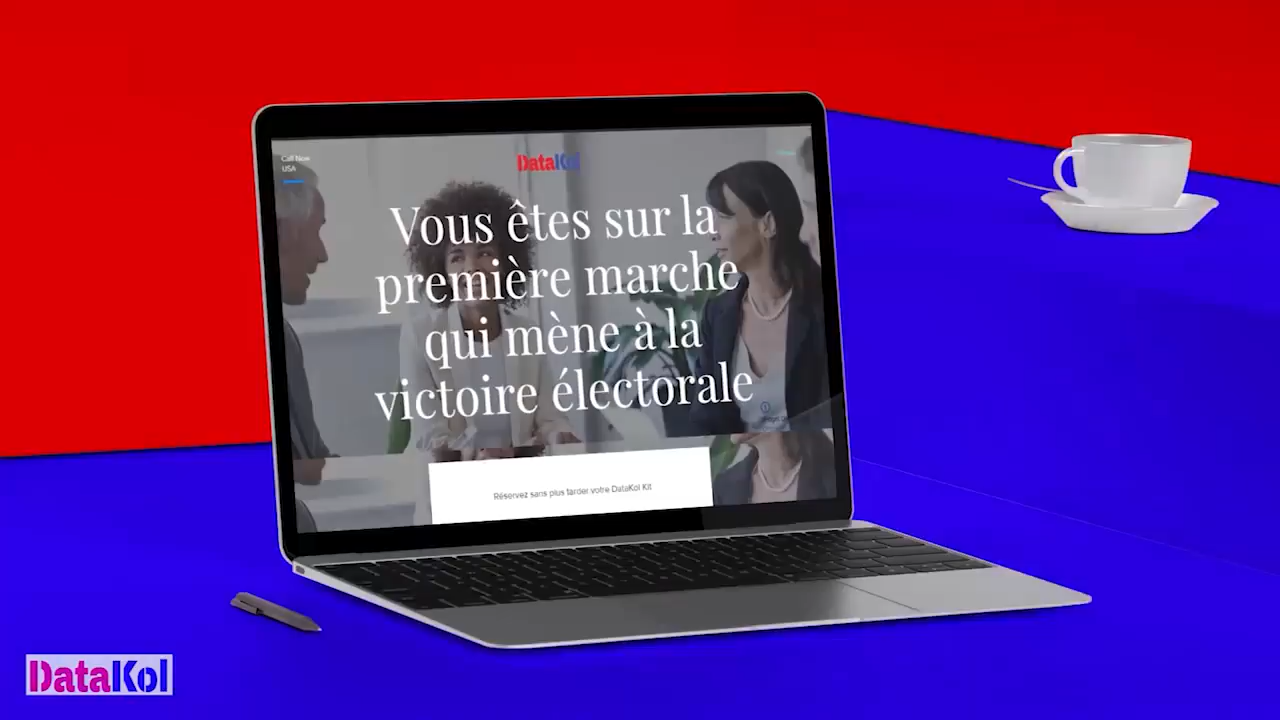 Call Now
USA
DataKol
Vous êtes sur la
première marche
qui mène à la
victoire électorale
Réservez sans plus tarder votre DataKol Kit
DataKol